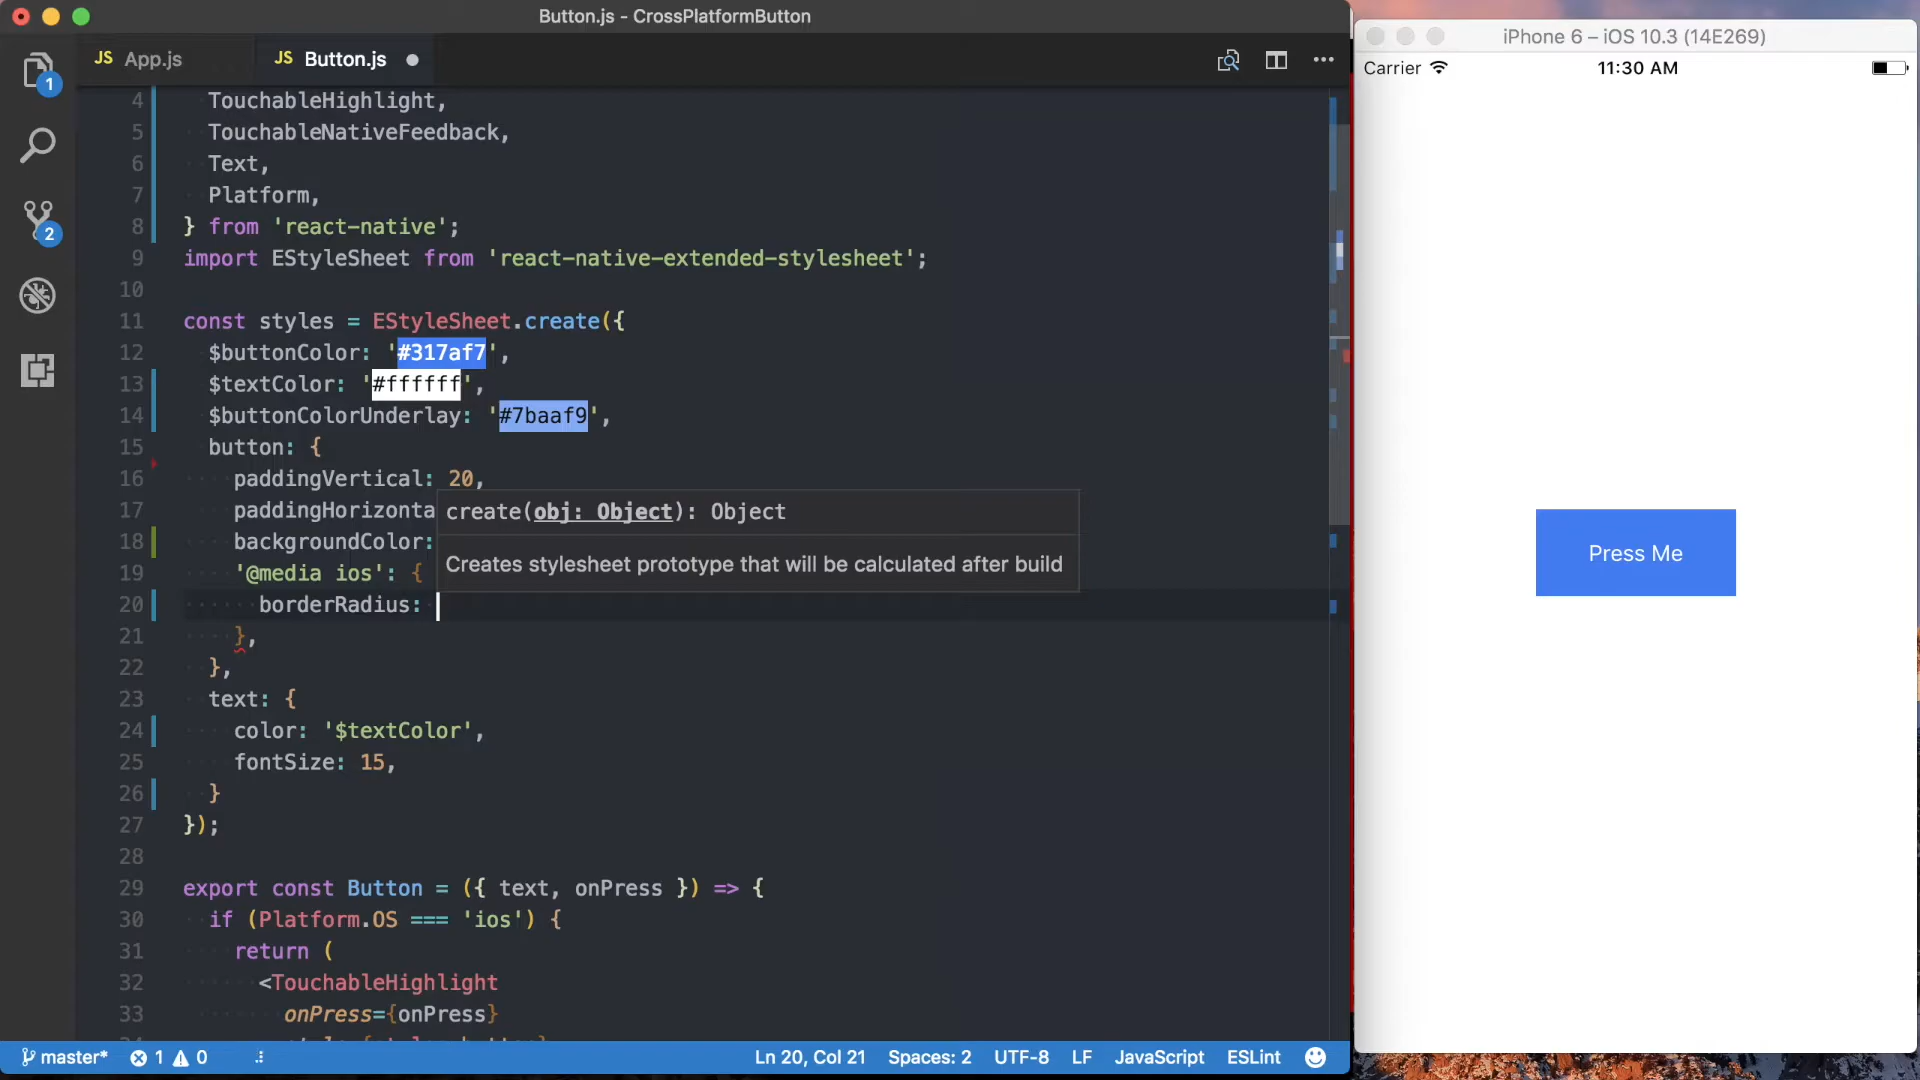 Button.js - CrossPlatformButton
JS App.js
JS Button.js
1
2
4 TouchableHighlight,
5 TouchableNativeFeedback,
6 Text,
7 Platform,
8 } from 'react-native';
9 import EStyleSheet from 'react-native-extended-stylesheet';
10
11 const styles = EStyleSheet.create({
12 $buttonColor: '#317af7',
13 $textColor: '#ffffff',
14 $buttonColorUnderlay: '#7baaf9',
15 button: {
16 paddingVertical: 20,
17 paddingHorizonta
18 backgroundColor:
19 '@media ios': {
20 borderRadius:
21 },
22 },
23 text: {
24 color: '$textColor',
25 fontSize: 15,
26 }
27 });
28
29 export const Button = ({ text, onPress }) => {
30 if (Platform.OS === 'ios') {
31 return (
32 <TouchableHighlight
33 onPress={onPress}
create(obj: Object): Object
Creates stylesheet prototype that will be calculated after build
master* 1 0 Ln 20, Col 21 Spaces: 2 UTF-8 LF JavaScript ESLint
iPhone 6 – iOS 10.3 (14E269)
Carrier 11:30 AM
Press Me